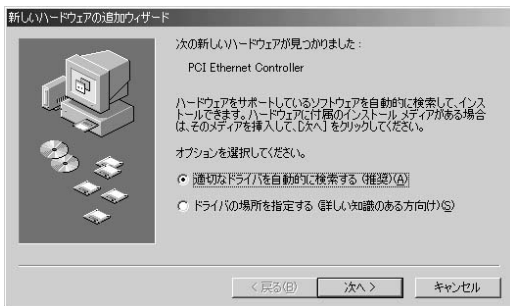 新しいハードウェアの追加ウィザード
次の新しいハードウェアが見つかりました：
PCI Ethernet Controller
ハードウェアをサポートしているソフトウェアを自動的に検索して、インス
トールできます。ハードウェアに付属のインストール メディアがある場合
は、そのメディアを挿入して、[次へ] をクリックしてください。
オプションを選択してください。
適切なドライバを自動的に検索する (推奨)(A)
ドライバの場所を指定する (詳しい知識のある方向け)(S)
< 戻る(B)
次へ >
キャンセル